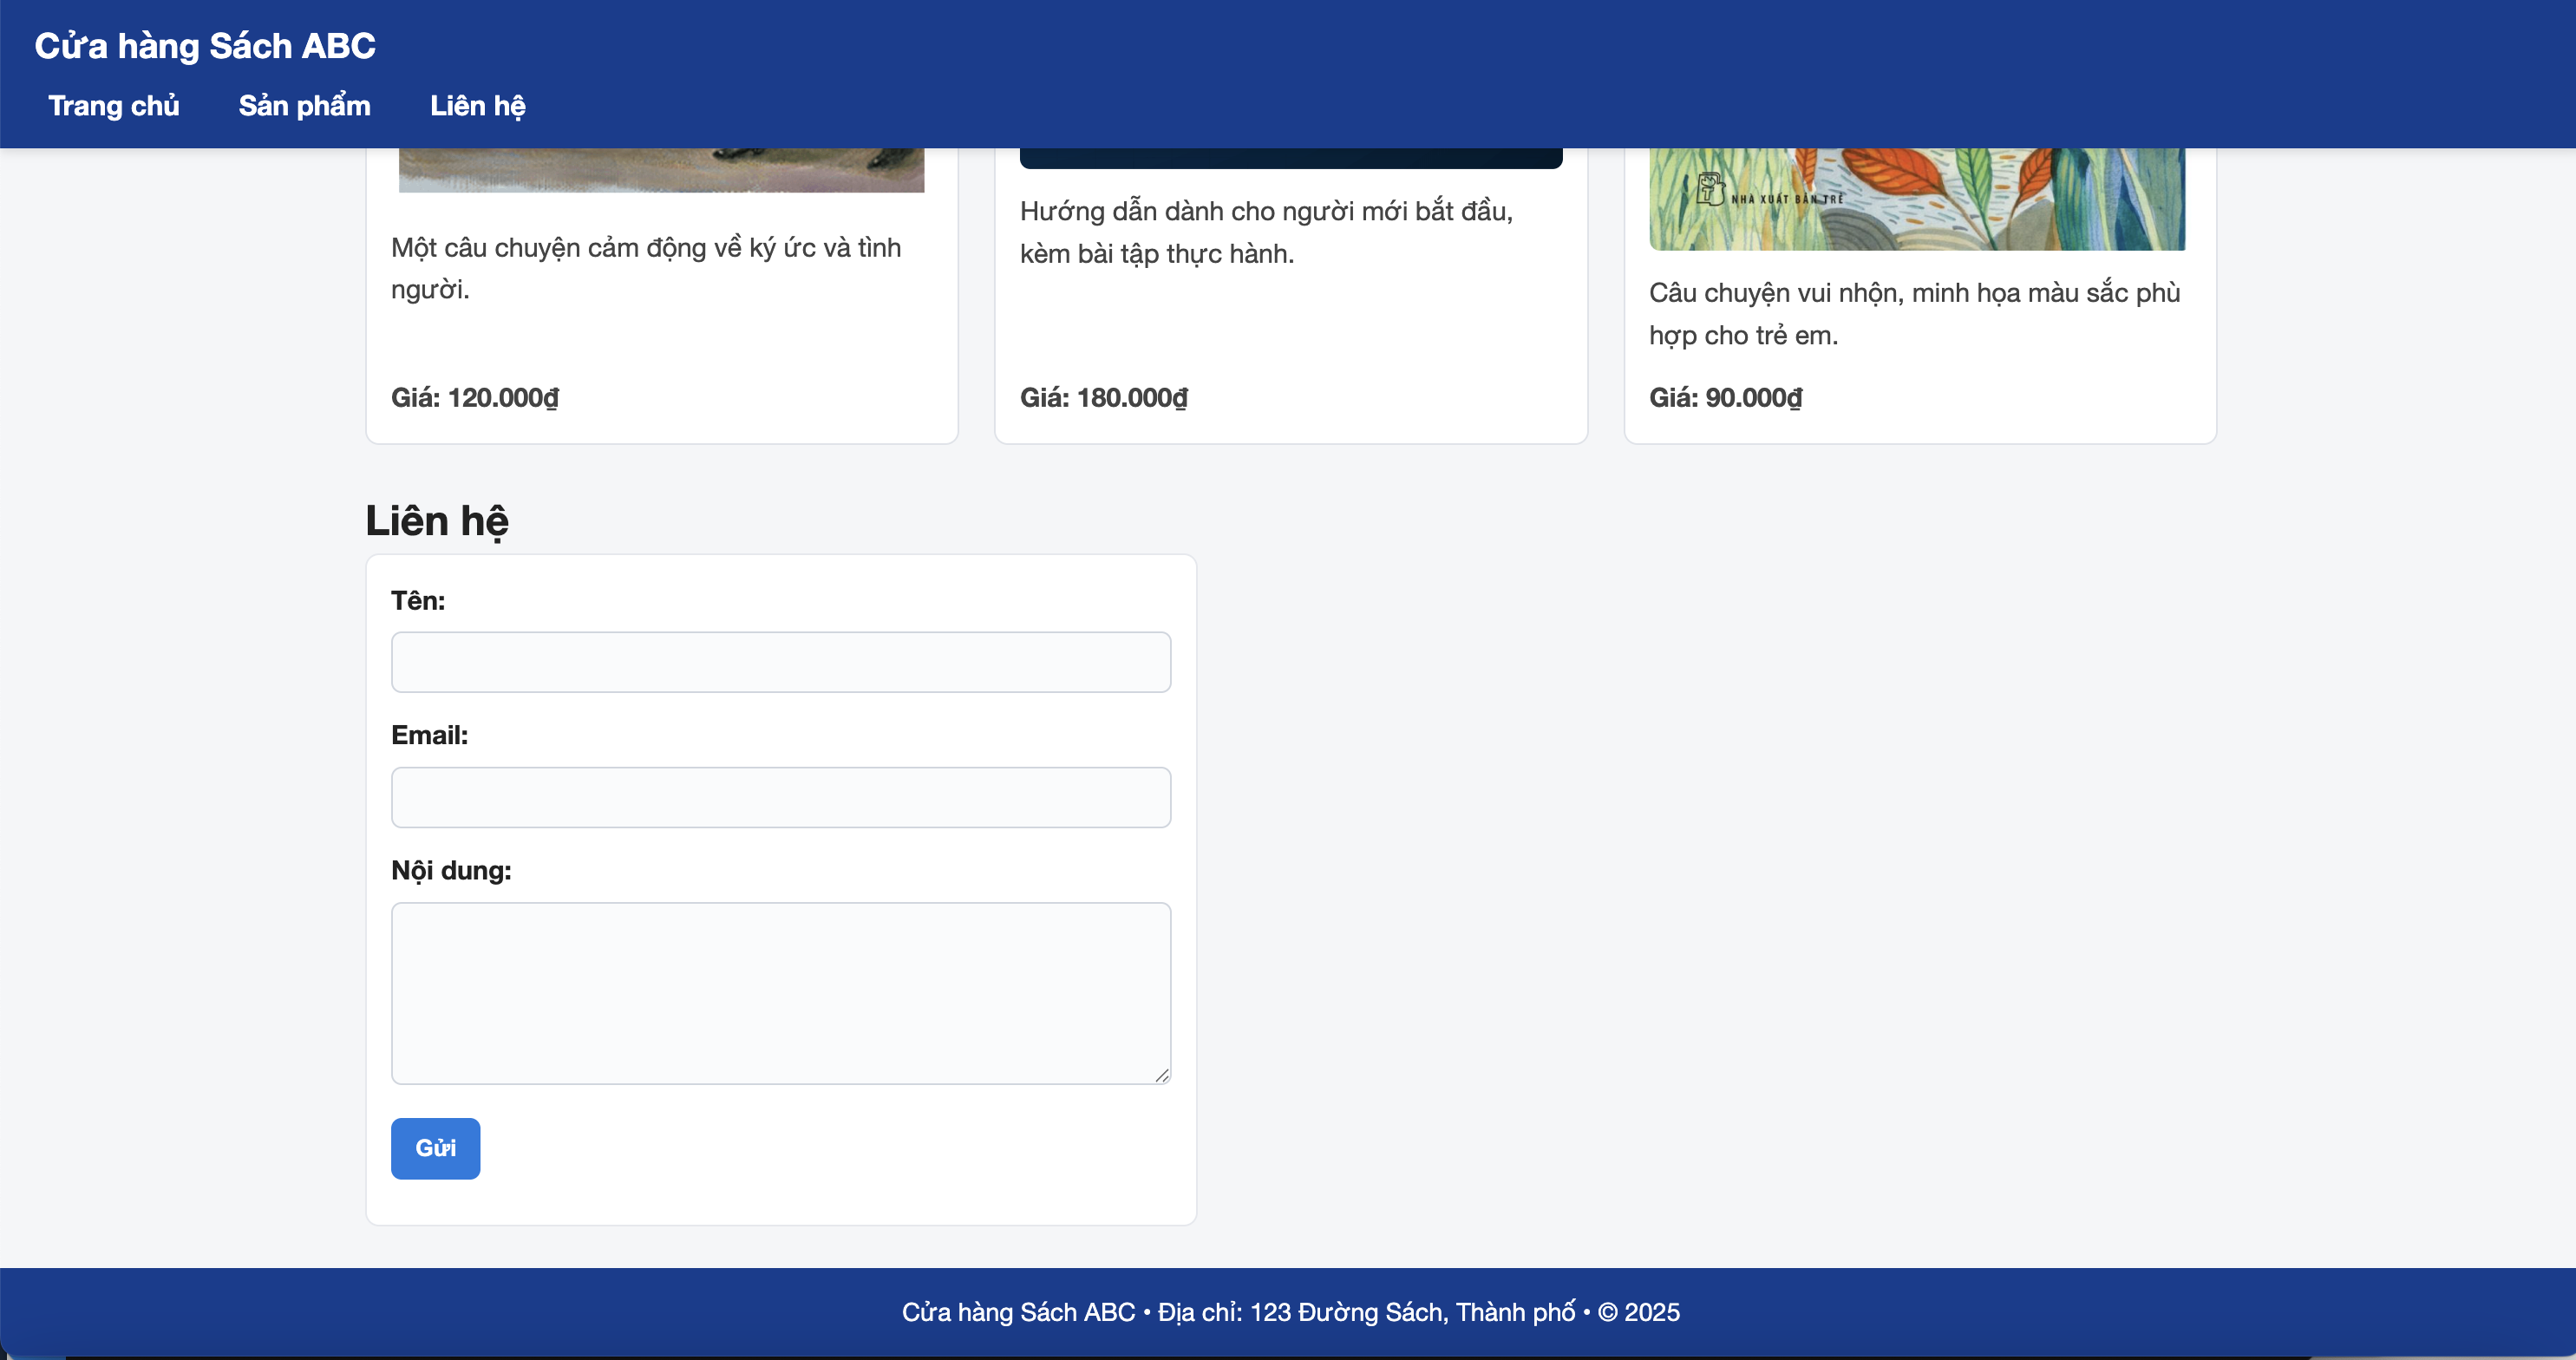 Cửa hàng Sách ABC
Trang chủ
Sản phẩm
Liên hệ
Một câu chuyện cảm động về ký ức và tình
người.
Giá: 120.000₫
Hướng dẫn dành cho người mới bắt đầu,
kèm bài tập thực hành.
Giá: 180.000₫
NHÀ XUẤT BẢN TRẺ
Câu chuyện vui nhộn, minh họa màu sắc phù
hợp cho trẻ em.
Giá: 90.000₫
Liên hệ
Tên:
Email:
Nội dung:
Gửi
Cửa hàng Sách ABC • Địa chỉ: 123 Đường Sách, Thành phố • © 2025